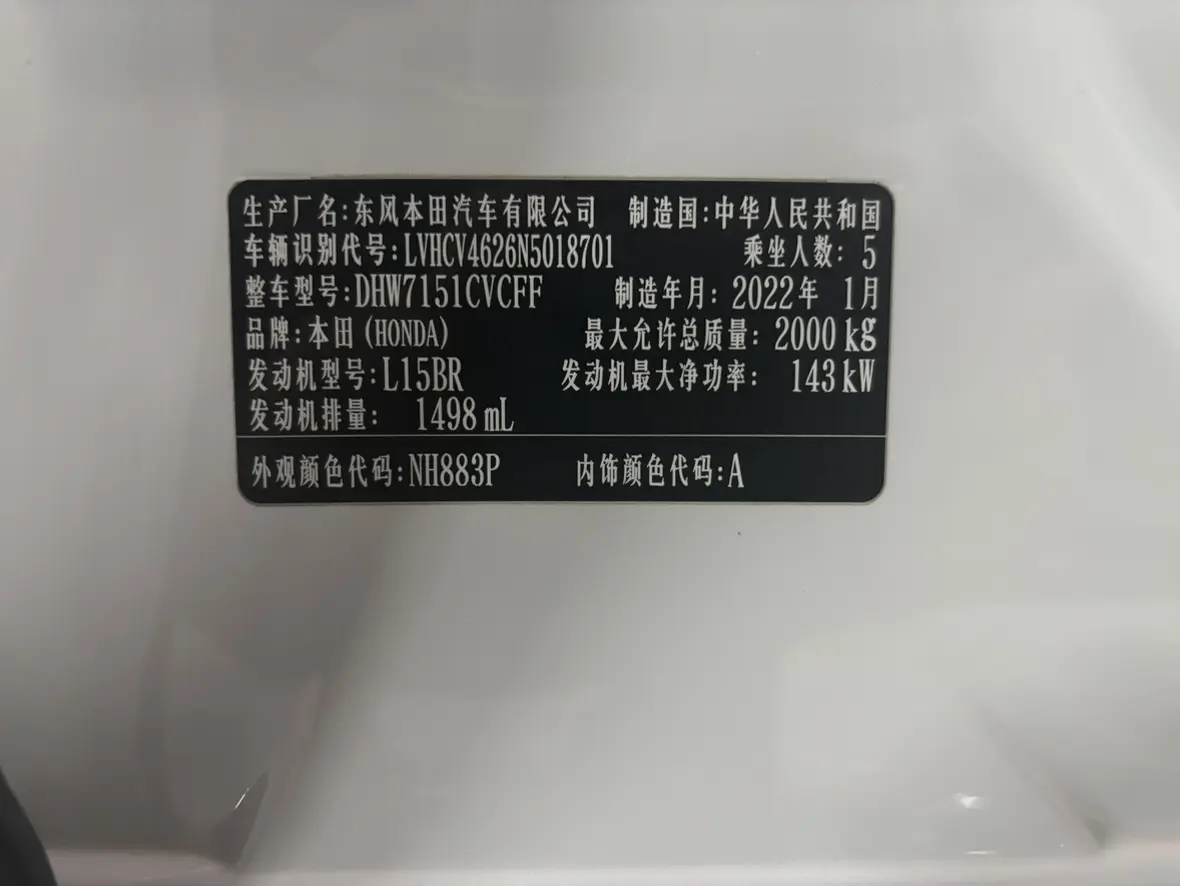 生产厂名:东风本田汽车有限公司 制造国:中华人民共和国
车辆识别代号:LVHCV4626N5018701 乘坐人数: 5
整车型号:DHW7151CVCFF 制造年月: 2022年 1月
品牌:本田(HONDA) 最大允许总质量: 2000 kg
发动机型号:L15BR 发动机最大净功率: 143 kW
发动机排量: 1498 mL
外观颜色代码:NH883P 内饰颜色代码:A